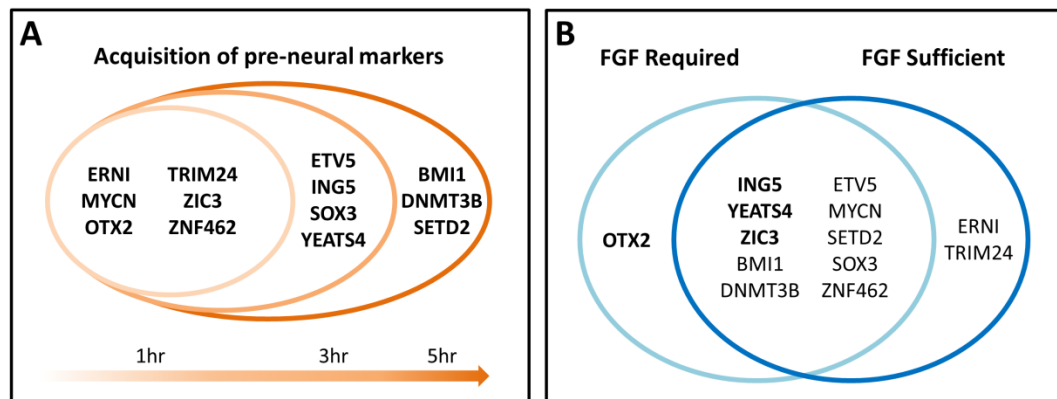 A
Acquisition of pre-neural markers
ERNI TRIM24
MYCN ZIC3
OTX2 ZNF462
ETV5
ING5
SOX3
YEATS4
BMI1
DNMT3B
SETD2
1hr 3hr 5hr
B
FGF Required FGF Sufficient
OTX2
ING5 ETV5
YEATS4 MYCN
ZIC3 SETD2
BMI1 SOX3
DNMT3B ZNF462
ERNI
TRIM24